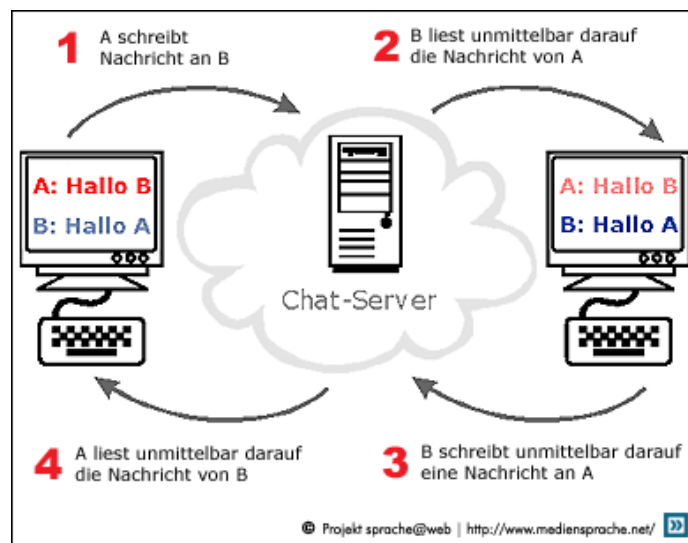 1 A schreibt
Nachricht an B
2 B liest unmittelbar darauf
die Nachricht von A
A: Hallo B
B: Hallo A
A: Hallo B
B: Hallo A
Chat-Server
4 A liest unmittelbar darauf
die Nachricht von B
3 B schreibt unmittelbar darauf
eine Nachricht an A
© Projekt sprache@web | http://www.mediensprache.net/ »